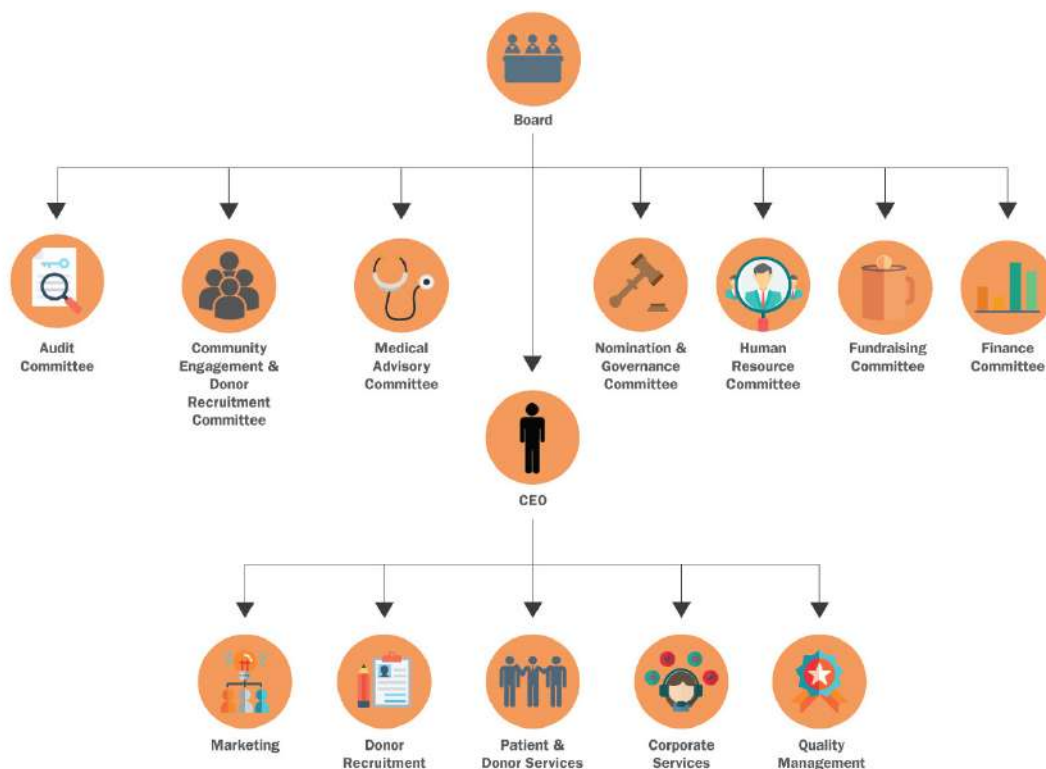 Board
Audit
Committee
Community
Engagement &
Donor
Recruitment
Committee
Medical
Advisory
Committee
Nomination &
Governance
Committee
Human
Resource
Committee
Fundraising
Committee
Finance
Committee
CEO
Marketing
Donor
Recruitment
Patient &
Donor Services
Corporate
Services
Quality
Management